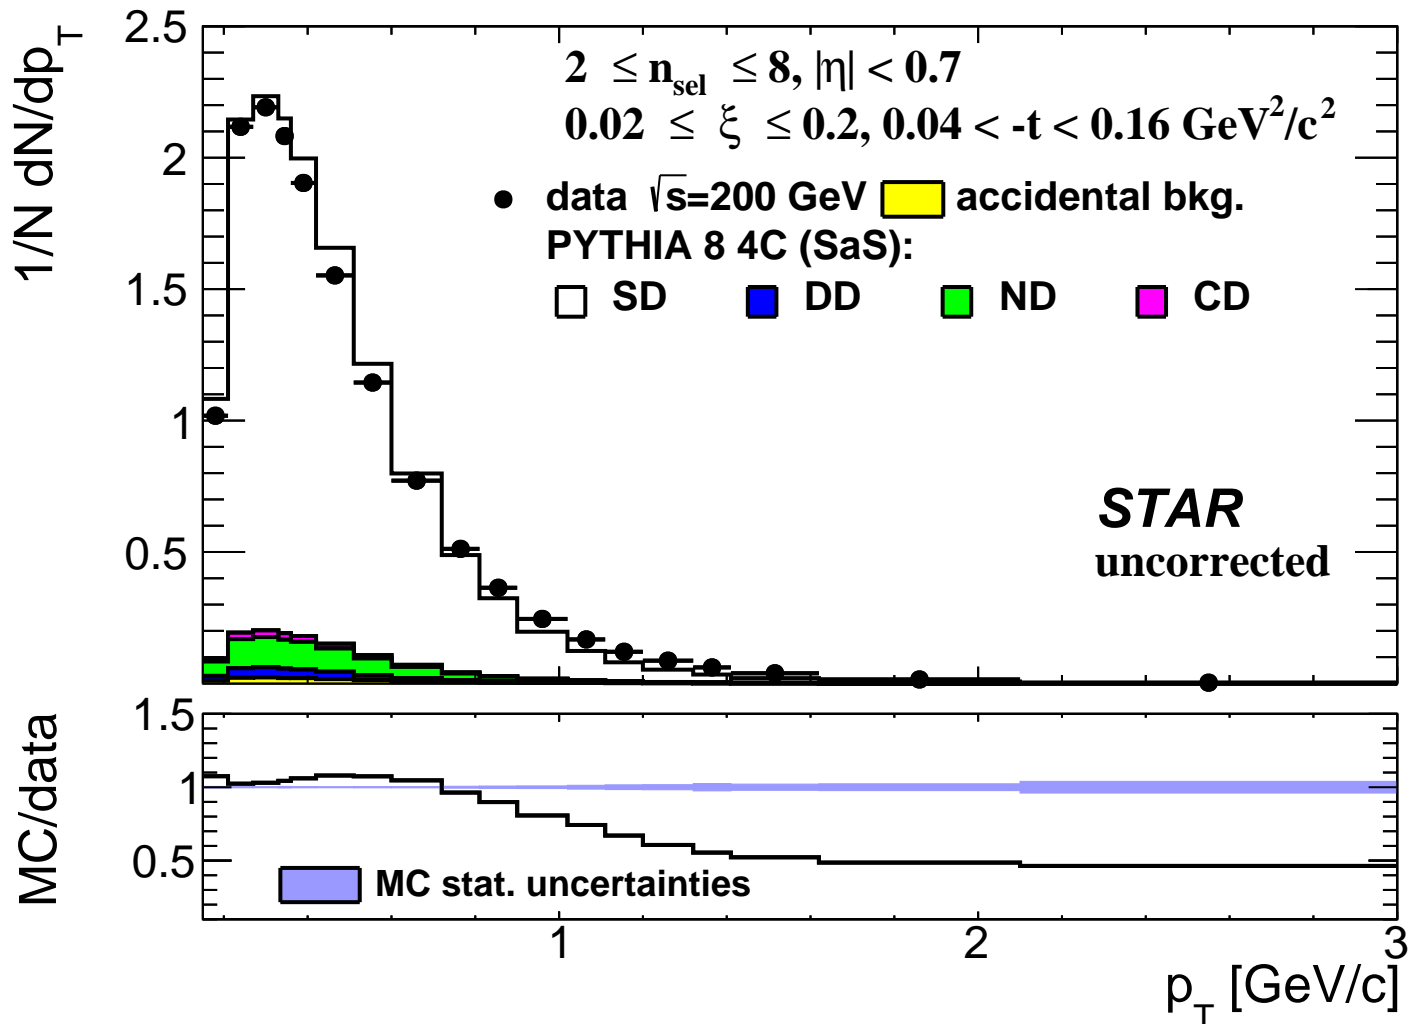 1/N dN/dp_T
2.5
2
1.5
1
0.5
2 ≤ n_sel ≤ 8, |η| < 0.7
0.02 ≤ ξ ≤ 0.2, 0.04 < -t < 0.16 GeV²/c²
data √s=200 GeV accidental bkg.
PYTHIA 8 4C (SaS):
SD DD ND CD
STAR
uncorrected
MC/data
1.5
1
0.5
MC stat. uncertainties
1 2 3
p_T [GeV/c]